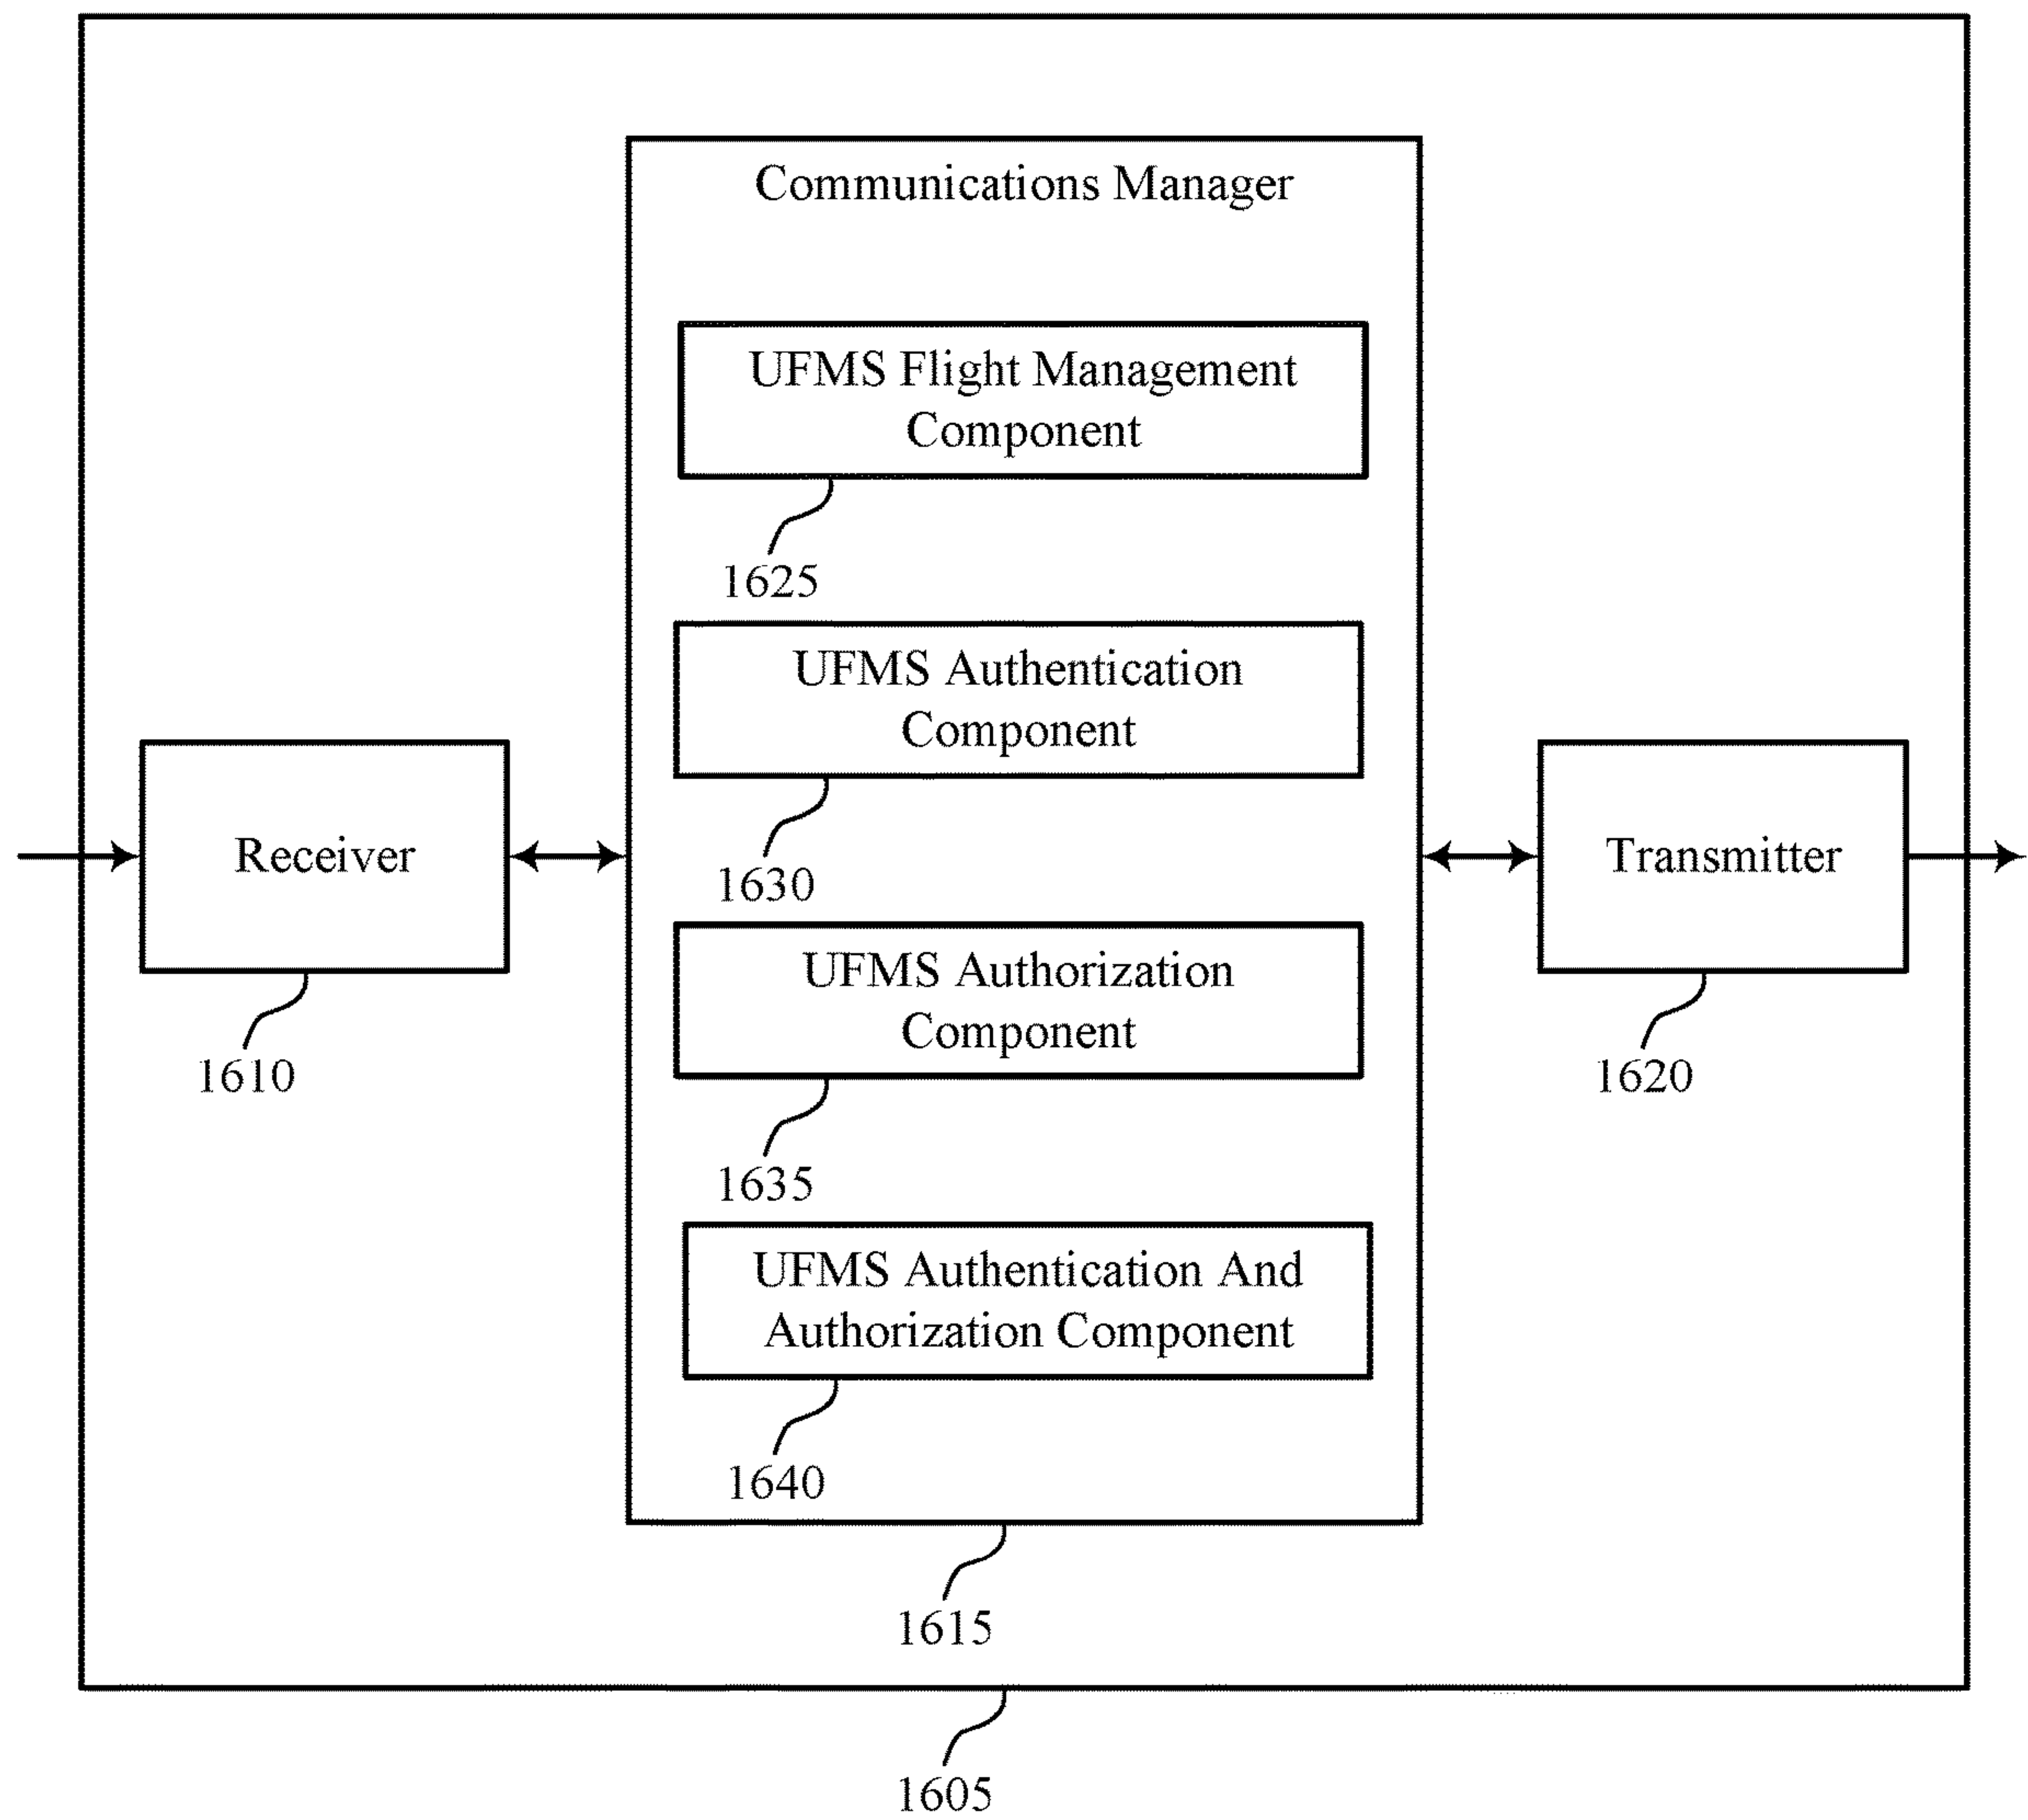 Communications Manager
UFMS Flight Management
Component
1625
UFMS Authentication
Component
1630
Receiver
1610
Transmitter
1620
UFMS Authorization
Component
1635
UFMS Authentication And
Authorization Component
1640
1615
1605